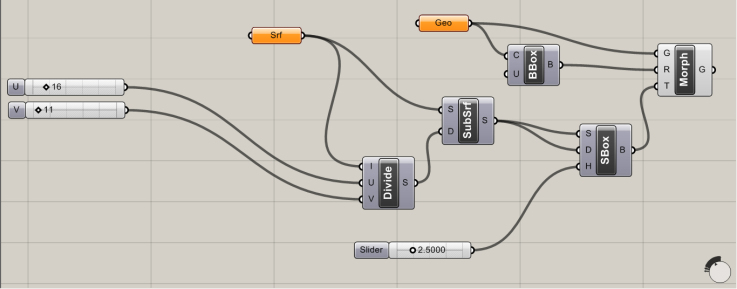 Geo
Srf
C
U
BBox
B
G
R
T
Morph
G
U 16
V 11
S
D
SubSrf
S
S
D
H
SBox
B
I
U
V
Divide
S
Slider 2.5000